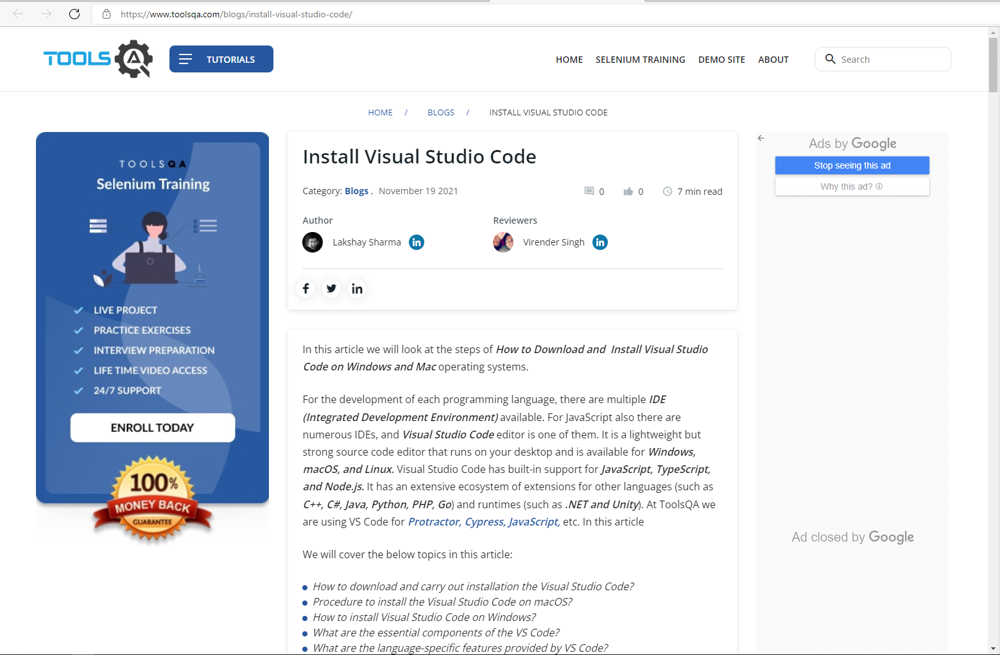 https://www.toolsqa.com/blogs/install-visual-studio-code/
TOOLS QA
TUTORIALS
HOME SELENIUM TRAINING DEMO SITE ABOUT
Search
HOME / BLOGS / INSTALL VISUAL STUDIO CODE
TOOLSQA
Selenium Training
LIVE PROJECT
PRACTICE EXERCISES
INTERVIEW PREPARATION
LIFE TIME VIDEO ACCESS
24/7 SUPPORT
ENROLL TODAY
100%
MONEY BACK
GUARANTEE
Install Visual Studio Code
Category: Blogs , November 19 2021
0 0 7 min read
Author
Lakshay Sharma in
Reviewers
Virender Singh in
f in
In this article we will look at the steps of How to Download and Install Visual Studio
Code on Windows and Mac operating systems.
For the development of each programming language, there are multiple IDE
(Integrated Development Environment) available. For JavaScript also there are
numerous IDEs, and Visual Studio Code editor is one of them. It is a lightweight but
strong source code editor that runs on your desktop and is available for Windows,
macOS, and Linux. Visual Studio Code has built-in support for JavaScript, TypeScript,
and Node.js. It has an extensive ecosystem of extensions for other languages (such as
C++, C#, Java, Python, PHP, Go) and runtimes (such as .NET and Unity). At ToolsQA we
are using VS Code for Protractor, Cypress, JavaScript, etc. In this article
We will cover the below topics in this article:
How to download and carry out installation the Visual Studio Code?
Procedure to install the Visual Studio Code on macOS?
How to install Visual Studio Code on Windows?
What are the essential components of the VS Code?
What are the language-specific features provided by VS Code?
Ads by Google
Stop seeing this ad
Why this ad?
Ad closed by Google